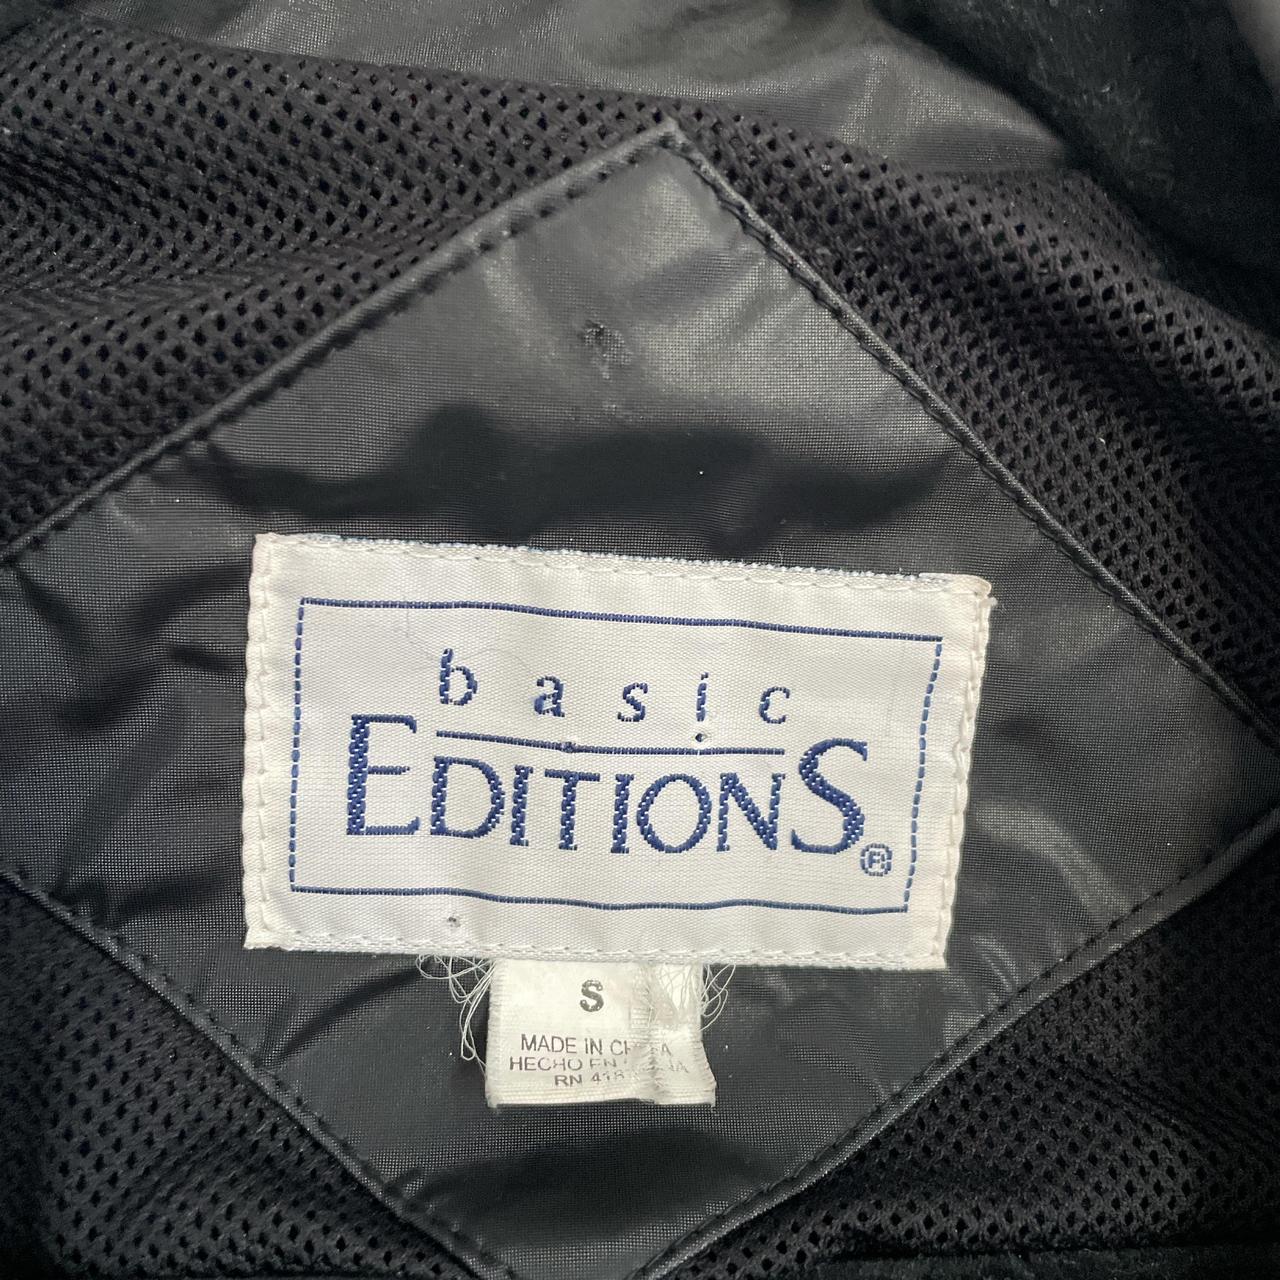 basic
EDITIONS®
S
MADE IN
HECHO EN
RN